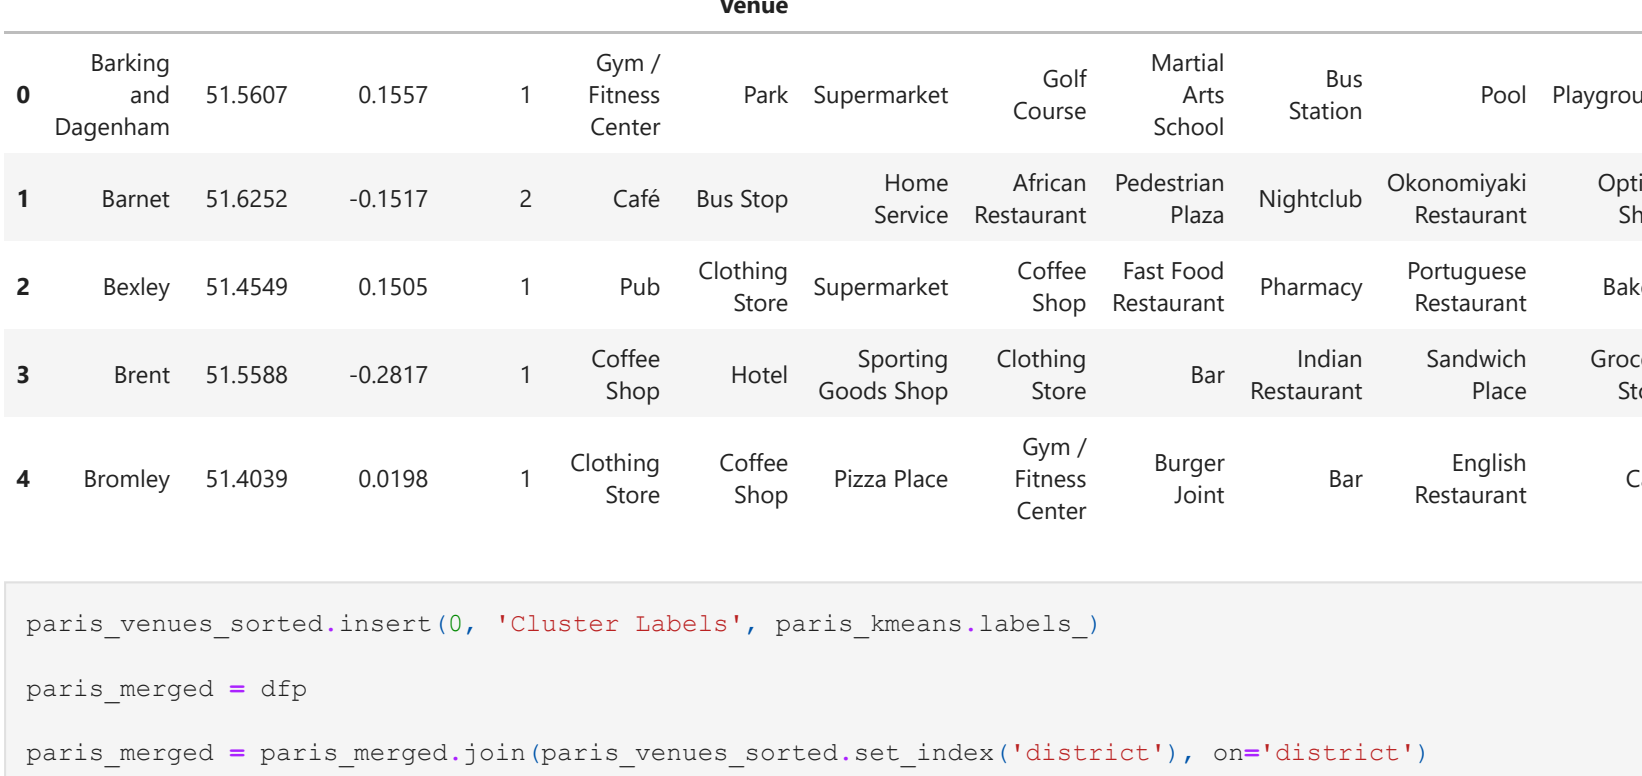 Venue
0 Barking and Dagenham 51.5607 0.1557 1 Gym / Fitness Center Park Supermarket Golf Course Martial Arts School Bus Station Pool Playgrou
1 Barnet 51.6252 -0.1517 2 Café Bus Stop Home Service African Restaurant Pedestrian Plaza Nightclub Okonomiyaki Restaurant Opti Sh
2 Bexley 51.4549 0.1505 1 Pub Clothing Store Supermarket Coffee Shop Fast Food Restaurant Pharmacy Portuguese Restaurant Bak
3 Brent 51.5588 -0.2817 1 Coffee Shop Hotel Sporting Goods Shop Clothing Store Bar Indian Restaurant Sandwich Place Groc Sto
4 Bromley 51.4039 0.0198 1 Clothing Store Coffee Shop Pizza Place Gym / Fitness Center Burger Joint Bar English Restaurant C
paris_venues_sorted.insert(0, 'Cluster Labels', paris_kmeans.labels_)
paris_merged = dfp
paris_merged = paris_merged.join(paris_venues_sorted.set_index('district'), on='district')